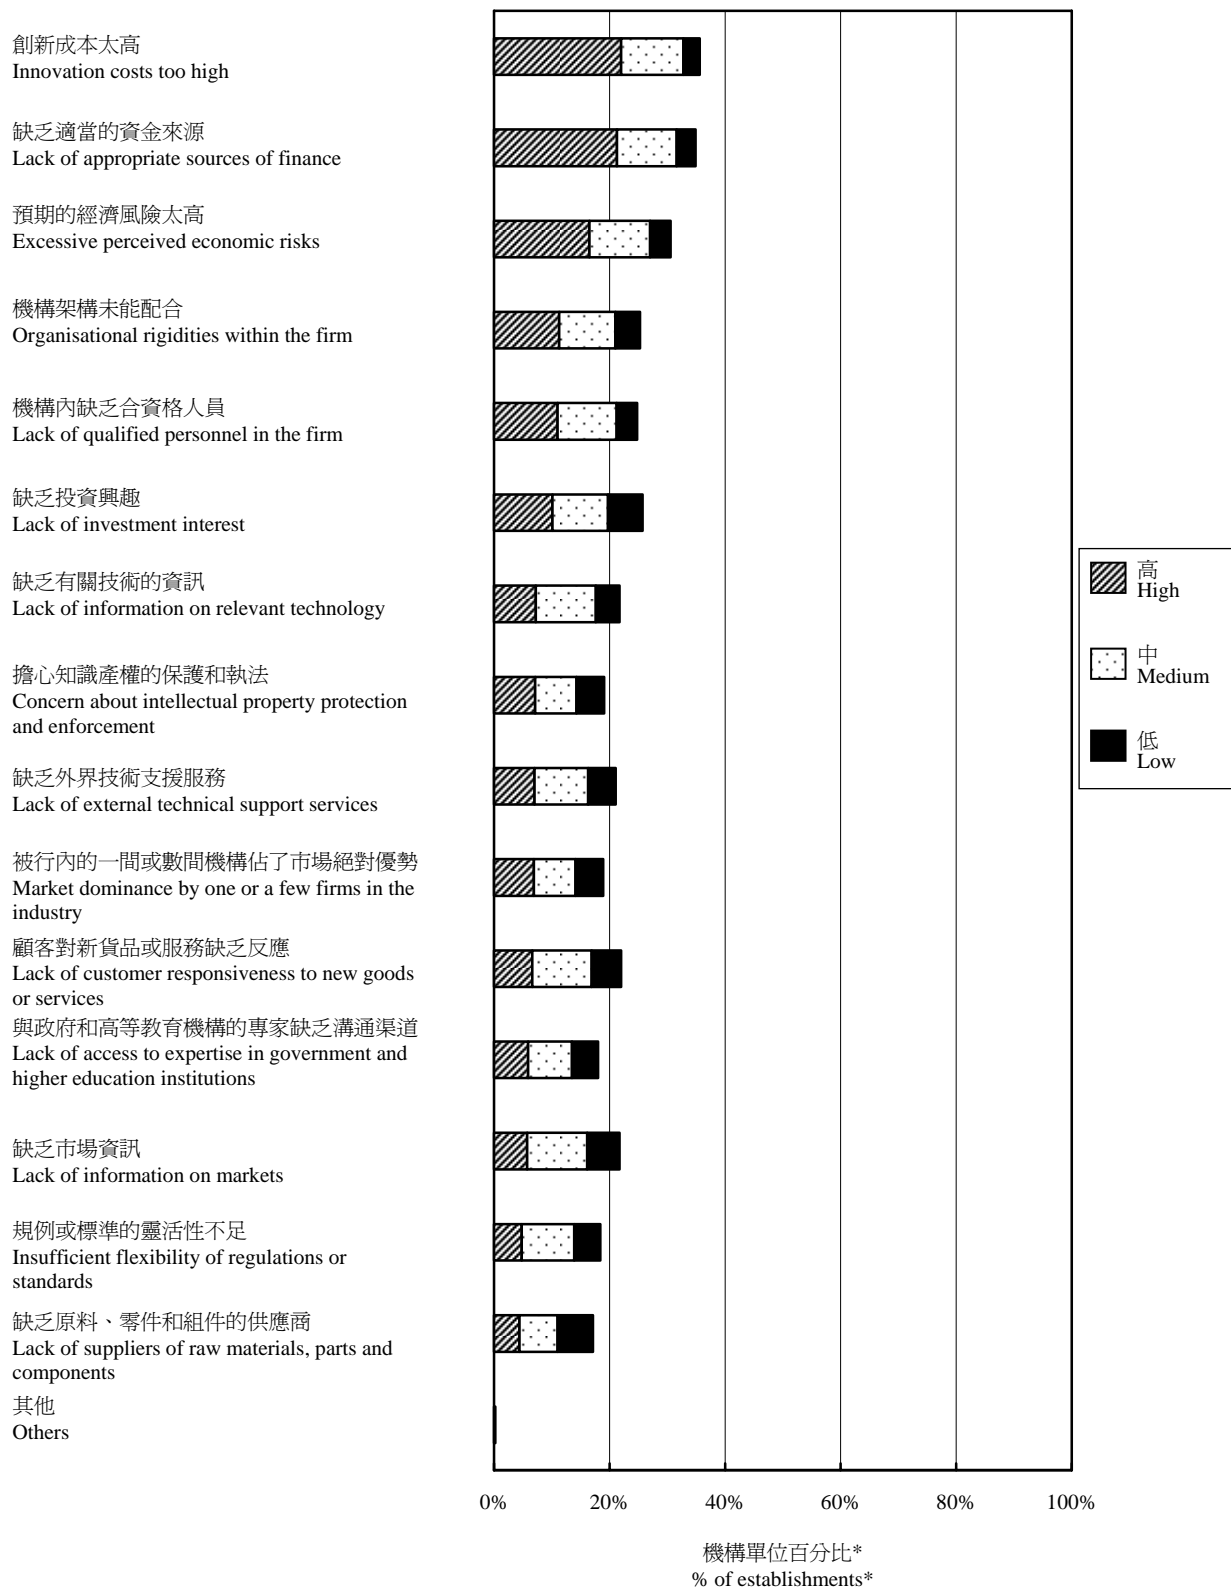 創新成本太高
Innovation costs too high
缺乏適當的資金來源
Lack of appropriate sources of finance
預期的經濟風險太高
Excessive perceived economic risks
機構架構未能配合
Organisational rigidities within the firm
機構內缺乏合資格人員
Lack of qualified personnel in the firm
缺乏投資興趣
Lack of investment interest
缺乏有關技術的資訊
Lack of information on relevant technology
擔心知識產權的保護和執法
Concern about intellectual property protection
and enforcement
缺乏外界技術支援服務
Lack of external technical support services
被行內的一間或數間機構佔了市場絕對優勢
Market dominance by one or a few firms in the
industry
顧客對新貨品或服務缺乏反應
Lack of customer responsiveness to new goods
or services
與政府和高等教育機構的專家缺乏溝通渠道
Lack of access to expertise in government and
higher education institutions
缺乏市場資訊
Lack of information on markets
規例或標準的靈活性不足
Insufficient flexibility of regulations or
standards
缺乏原料、零件和組件的供應商
Lack of suppliers of raw materials, parts and
components
其他
Others
高
High
中
Medium
低
Low
0% 20% 40% 60% 80% 100%
機構單位百分比*
% of establishments*